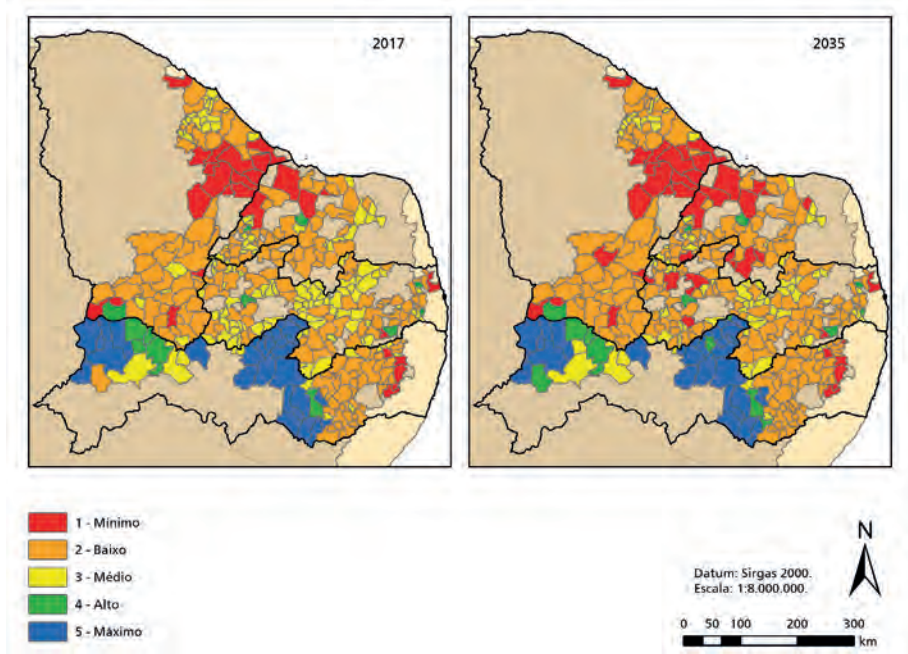 2017
2035
1 - Mínimo
2 - Baixo
3 - Médio
4 - Alto
5 - Máximo
N
Datum: Sirgas 2000.
Escala: 1:8.000.000.
0 50 100 200 300
km